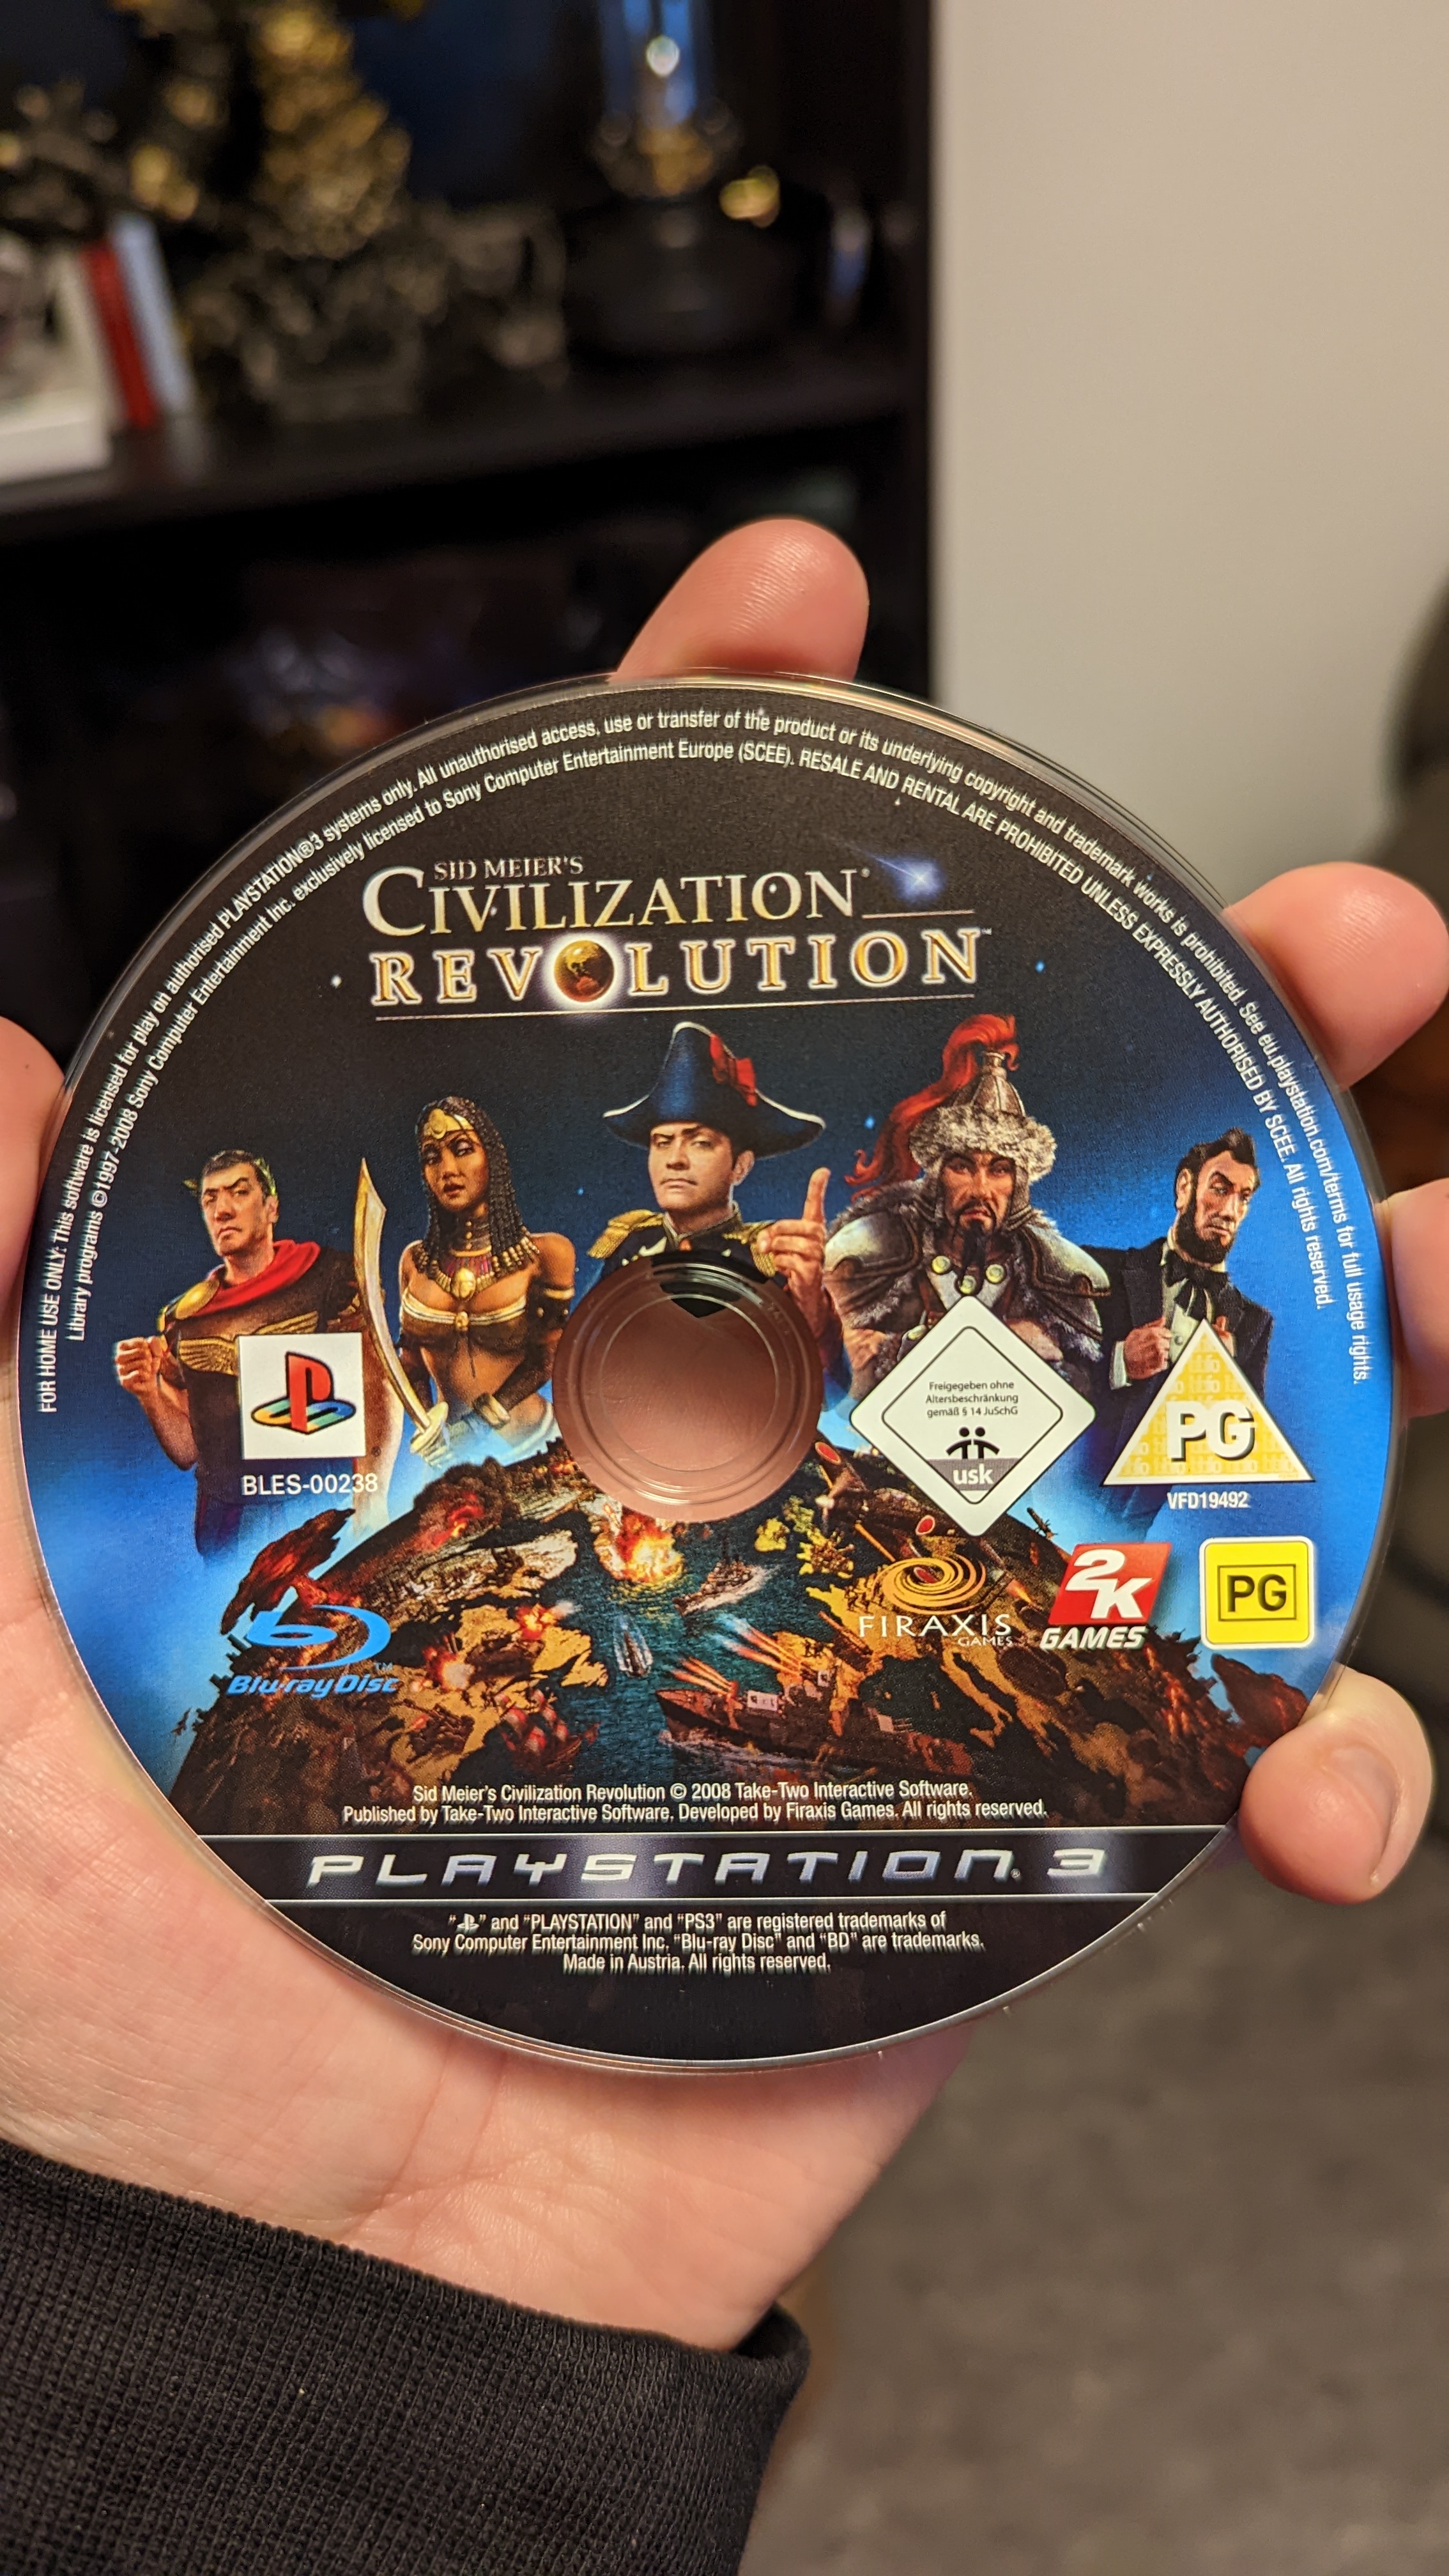 FOR HOME USE ONLY: This software is licensed for play on authorised PLAYSTATION®3 systems only. All unauthorised access, use or transfer of the product or its underlying copyright and trademark works is prohibited. See eu.playstation.com/terms for full usage rights.
Library programs ©1997-2008 Sony Computer Entertainment Inc. exclusively licensed to Sony Computer Entertainment Europe (SCEE). RESALE AND RENTAL ARE PROHIBITED UNLESS EXPRESSLY AUTHORISED BY SCEE. All rights reserved.
SID MEIER'S
CIVILIZATION®
REVOLUTION™
Freigegeben ohne
Altersbeschränkung
gemäß § 14 JuSchG
usk
PG
BLES-00238
VFD19492
Blu-ray Disc™
FIRAXIS
GAMES
2K
GAMES
PG
Sid Meier's Civilization Revolution © 2008 Take-Two Interactive Software.
Published by Take-Two Interactive Software. Developed by Firaxis Games. All rights reserved.
PLAYSTATION® 3
"" and "PLAYSTATION" and "PS3" are registered trademarks of
Sony Computer Entertainment Inc. "Blu-ray Disc" and "BD" are trademarks.
Made in Austria. All rights reserved.